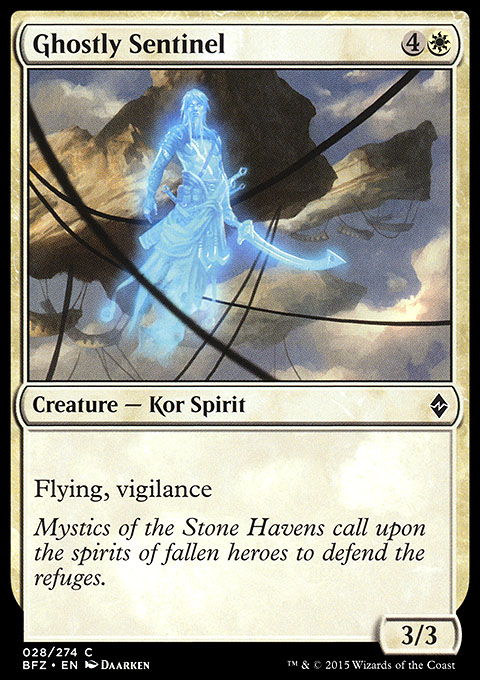 Ghostly Sentinel 4
Creature — Kor Spirit
Flying, vigilance
Mystics of the Stone Havens call upon
the spirits of fallen heroes to defend the
refuges.
3/3
028/274 C
BFZ • EN Daarken
™ & © 2015 Wizards of the Coast